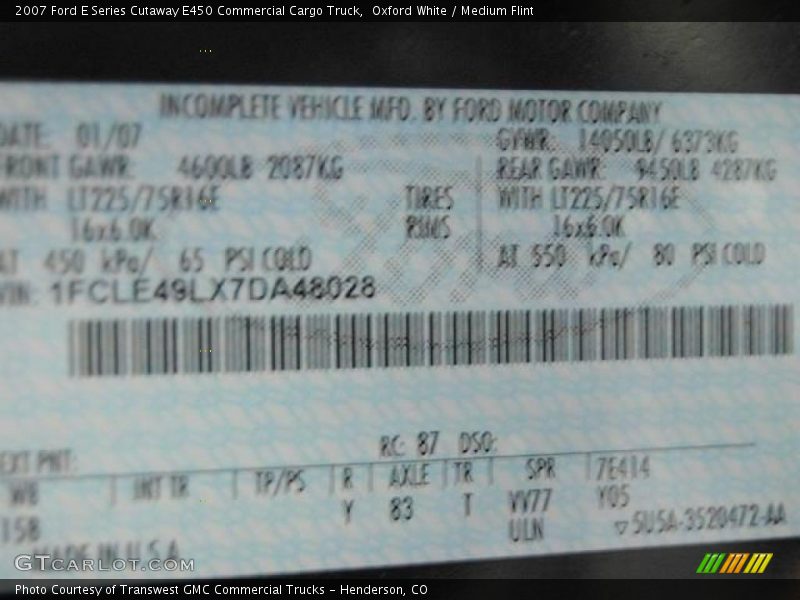 2007 Ford E Series Cutaway E450 Commercial Cargo Truck,  Oxford White / Medium Flint
INCOMPLETE VEHICLE MFD. BY FORD MOTOR COMPANY
DATE: 01/07 GVWR: 14050LB/ 6373KG
FRONT GAWR: 4600LB 2087KG REAR GAWR: 9450LB 4287KG
WITH LT225/75R16E TIRES WITH LT225/75R16E
16x6.0K RIMS 16x6.0K
AT 450 kPa/ 65 PSI COLD AT 550 kPa/ 80 PSI COLD
VIN: 1FCLE49LX7DA48028
EXT PNT: RC: 87 DSO:
WB INT TR TP/PS R AXLE TR SPR 7E414
158 Y 83 T VV77 Y05
ULN ▽5U5A-3520472-AA
MADE IN U.S.A.
GTCARLOT.COM
Photo Courtesy of Transwest GMC Commercial Trucks - Henderson, CO